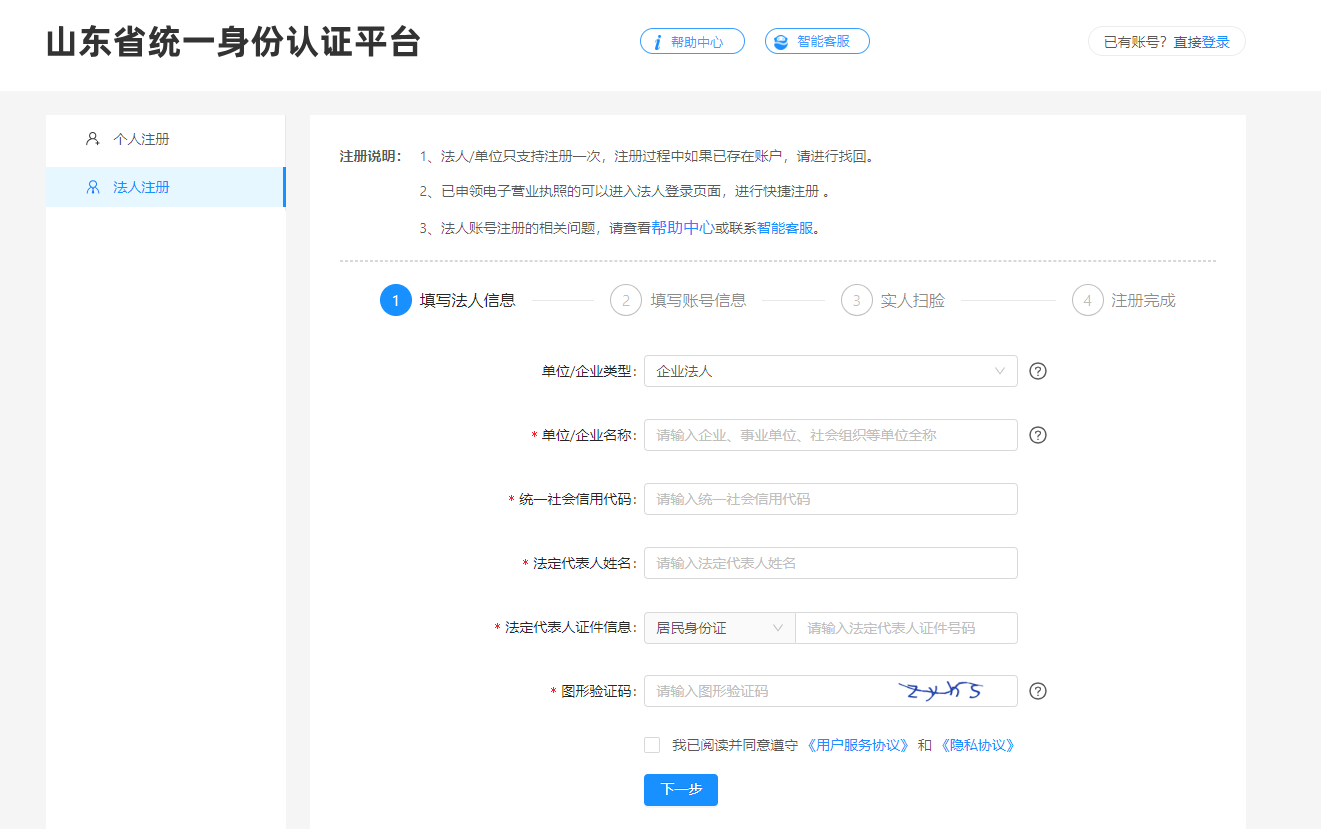 山东省统一身份认证平台
帮助中心
智能客服
已有账号？直接登录
个人注册
法人注册
注册说明：
1、法人/单位只支持注册一次，注册过程中如果已存在账户，请进行找回。
2、已申领电子营业执照的可以进入法人登录页面，进行快捷注册 。
3、法人账号注册的相关问题，请查看帮助中心或联系智能客服。
1 填写法人信息
2 填写账号信息
3 实人扫脸
4 注册完成
单位/企业类型: 企业法人
* 单位/企业名称: 请输入企业、事业单位、社会组织等单位全称
* 统一社会信用代码: 请输入统一社会信用代码
* 法定代表人姓名: 请输入法定代表人姓名
* 法定代表人证件信息: 居民身份证 请输入法定代表人证件号码
* 图形验证码: 请输入图形验证码
我已阅读并同意遵守 《用户服务协议》 和 《隐私协议》
下一步